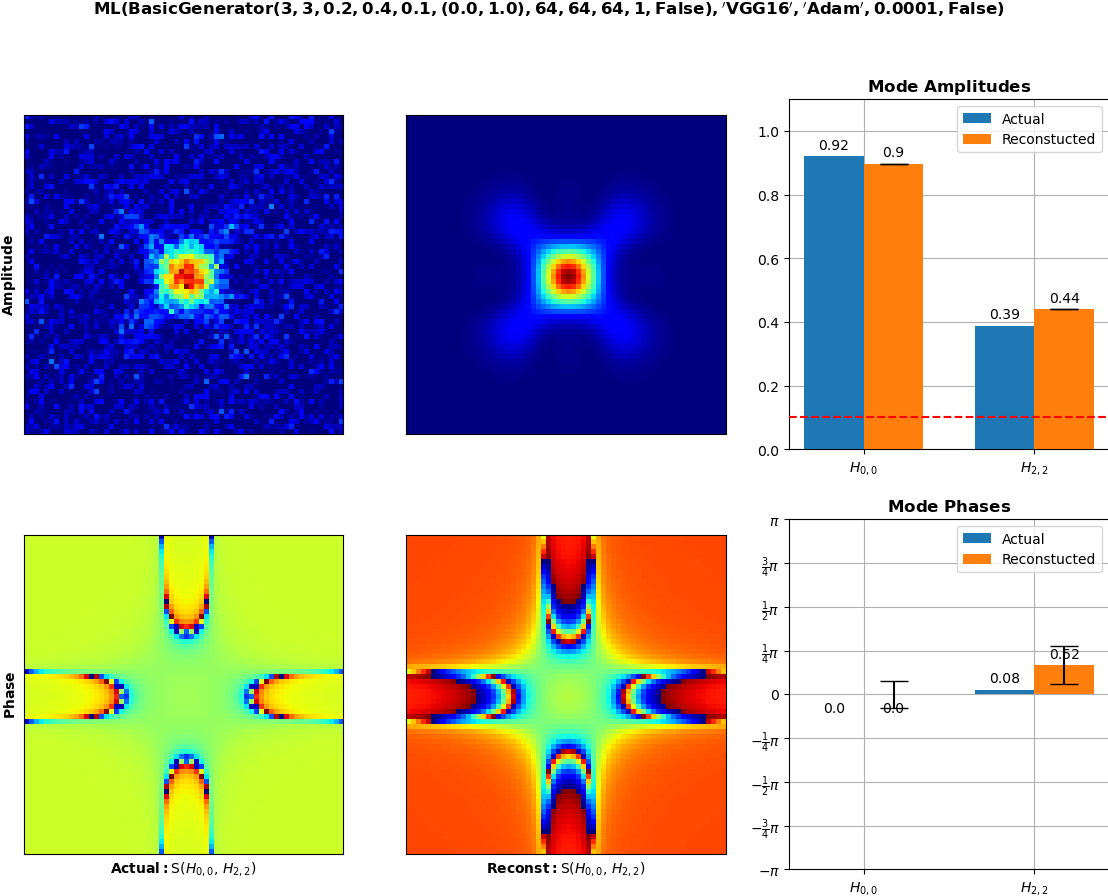 ML(BasicGenerator(3, 3, 0.2, 0.4, 0.1, (0.0, 1.0), 64, 64, 64, 1, False), ′VGG16′, ′Adam′, 0.0001, False)
Amplitude
Mode Amplitudes
Actual
Reconstucted
1.0
0.8
0.6
0.4
0.2
0.0
0.92
0.9
0.39
0.44
H0,0
H2,2
Phase
Actual: S(H0,0, H2,2)
Reconst: S(H0,0, H2,2)
Mode Phases
Actual
Reconstucted
π
3/4π
1/2π
1/4π
0
−1/4π
−1/2π
−3/4π
−π
0.0
0.0
0.08
0.52
H0,0
H2,2